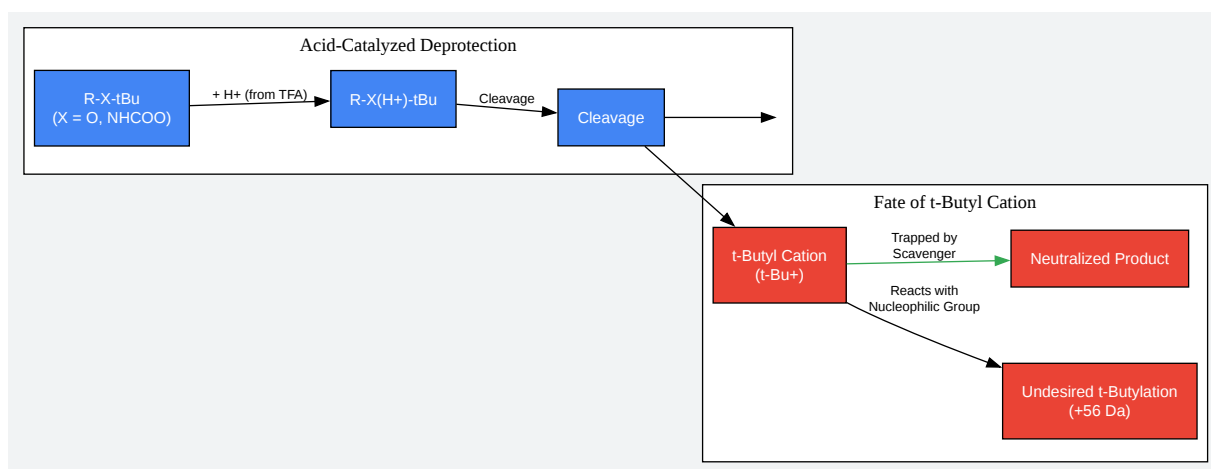 Acid-Catalyzed Deprotection
R-X-tBu
(X = O, NHCOO)
+ H+ (from TFA)
R-X(H+)-tBu
Cleavage
Cleavage
Fate of t-Butyl Cation
t-Butyl Cation
(t-Bu+)
Trapped by
Scavenger
Neutralized Product
Reacts with
Nucleophilic Group
Undesired t-Butylation
(+56 Da)